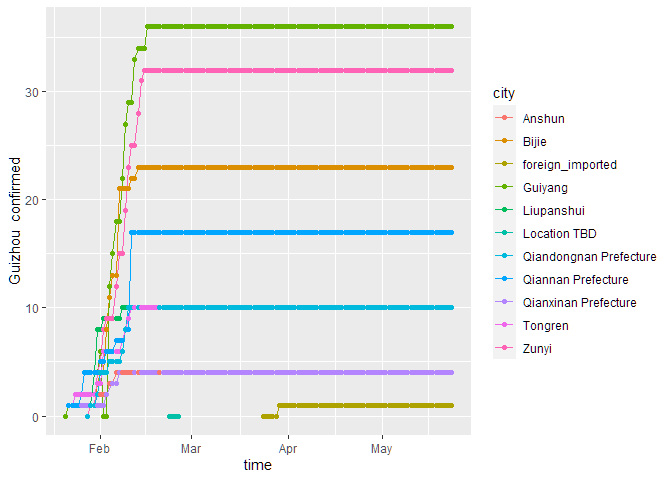 Guizhou confirmed
30
20
10
0
Feb
Mar
Apr
May
time
city
Anshun
Bijie
foreign_imported
Guiyang
Liupanshui
Location TBD
Qiandongnan Prefecture
Qiannan Prefecture
Qianxinan Prefecture
Tongren
Zunyi